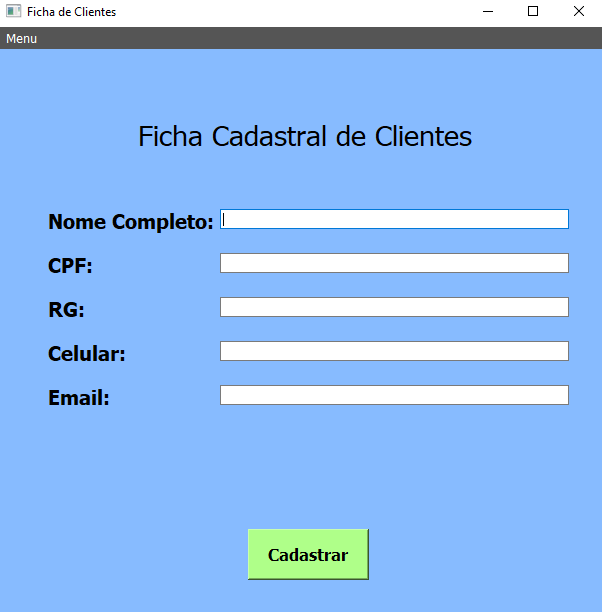 Ficha de Clientes
Menu
Ficha Cadastral de Clientes
Nome Completo:
CPF:
RG:
Celular:
Email:
Cadastrar